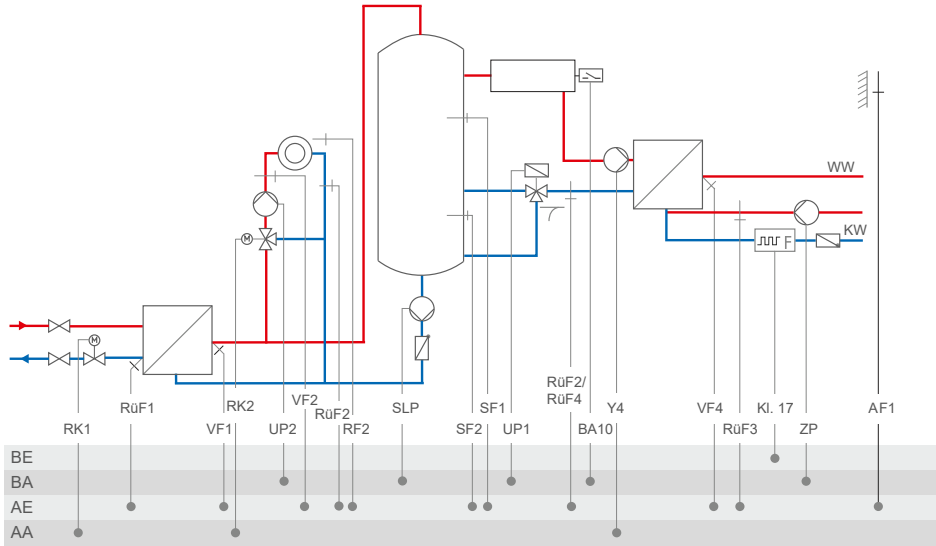 WW
KW
F
M
M
RüF1
VF1
RK2
VF2
RüF2
SLP
SF1
RüF2/
RüF4
Y4
VF4
Kl. 17
AF1
RK1
UP2
RF2
SF2
UP1
BA10
RüF3
ZP
BE
BA
AE
AA